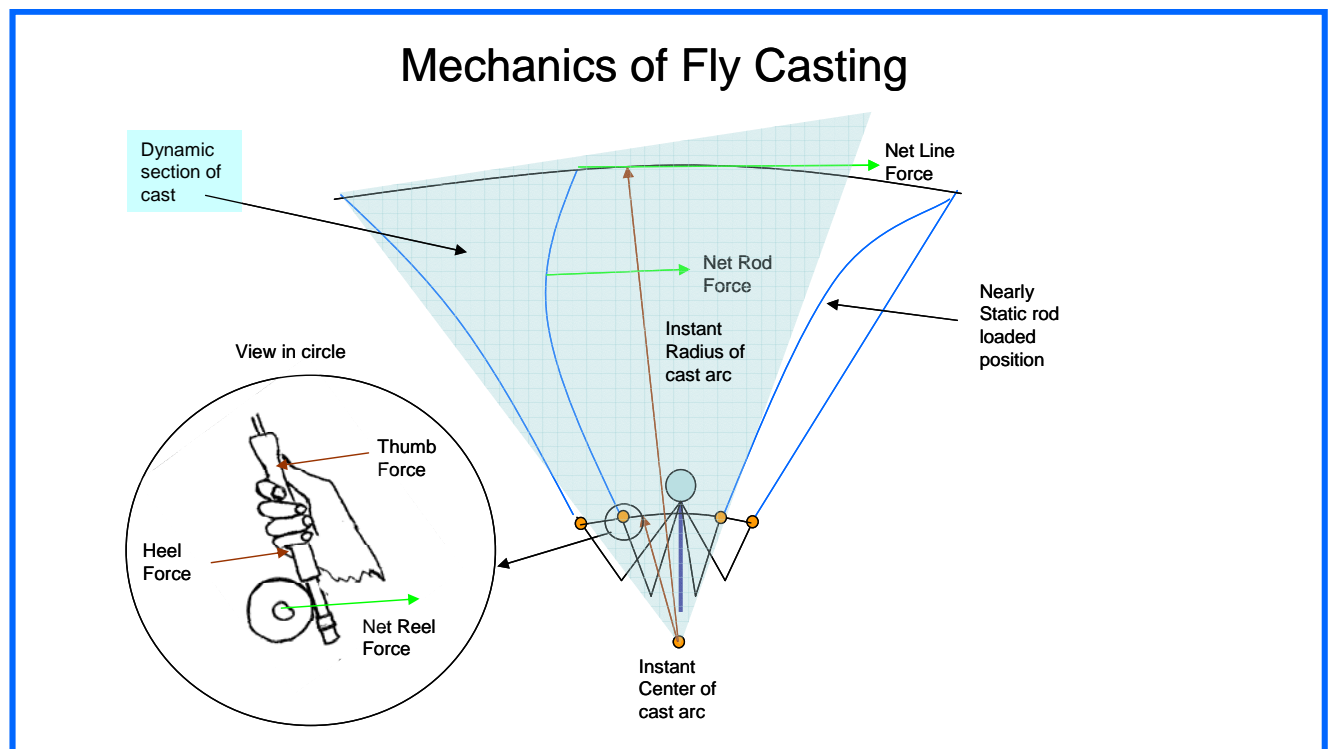 Mechanics of Fly Casting
Dynamic
section of
cast
Net Line
Force
Net Rod
Force
Nearly
Static rod
loaded
position
Instant
Radius of
cast arc
View in circle
Thumb
Force
Heel
Force
Net Reel
Force
Instant
Center of
cast arc